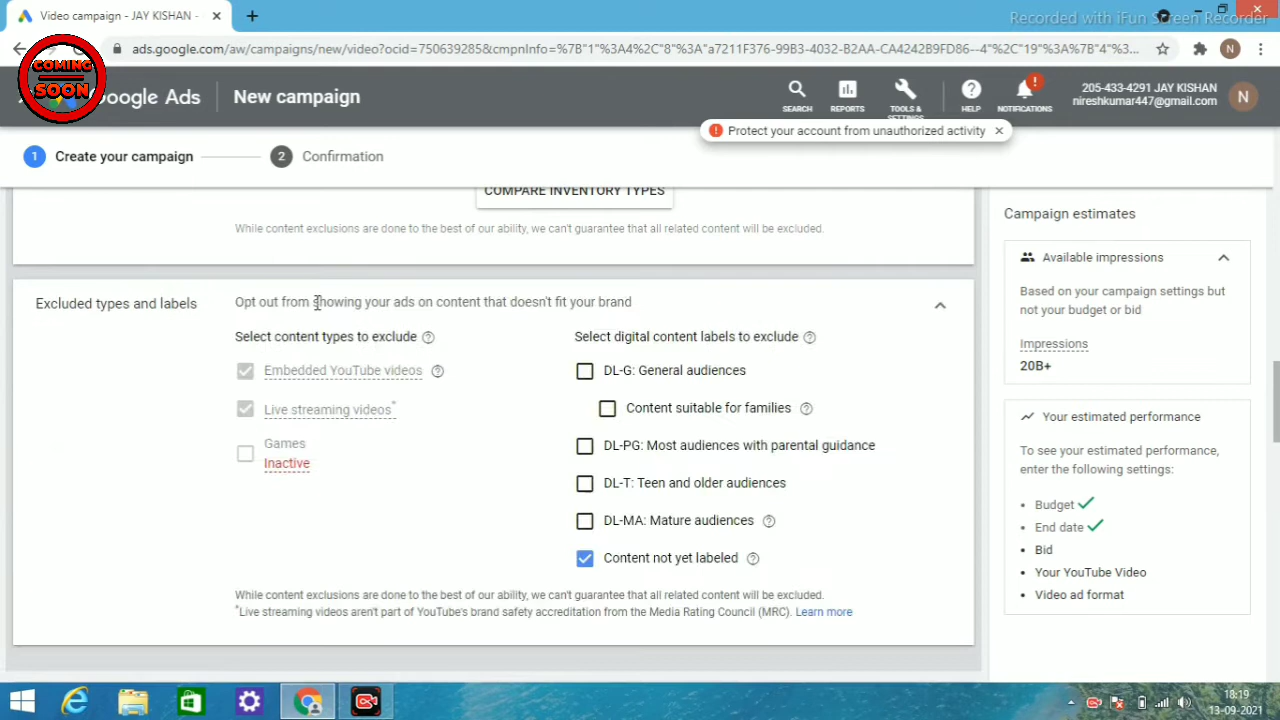 Video campaign - JAY KISHAN -
Recorded with iFun Screen Recorder
ads.google.com/aw/campaigns/new/video?ocid=750639285&cmpnInfo=%7B"1"%3A4%2C"8"%3A"a7211F376-99B3-4032-B2AA-CA4242B9FD86--4"%2C"19"%3A%7B"4"%3...
N
COMING
SOON
Google Ads
New campaign
SEARCH
REPORTS
TOOLS &
SETTINGS
HELP
NOTIFICATIONS
205-433-4291 JAY KISHAN
nireshkumar447@gmail.com
N
Protect your account from unauthorized activity
1 Create your campaign
2 Confirmation
COMPARE INVENTORY TYPES
While content exclusions are done to the best of our ability, we can't guarantee that all related content will be excluded.
Excluded types and labels
Opt out from showing your ads on content that doesn't fit your brand
Select content types to exclude
Embedded YouTube videos
Live streaming videos*
Games
Inactive
Select digital content labels to exclude
DL-G: General audiences
Content suitable for families
DL-PG: Most audiences with parental guidance
DL-T: Teen and older audiences
DL-MA: Mature audiences
Content not yet labeled
While content exclusions are done to the best of our ability, we can't guarantee that all related content will be excluded.
*Live streaming videos aren't part of YouTube's brand safety accreditation from the Media Rating Council (MRC). Learn more
Campaign estimates
Available impressions
Based on your campaign settings but
not your budget or bid
Impressions
20B+
Your estimated performance
To see your estimated performance,
enter the following settings:
• Budget
• End date
• Bid
• Your YouTube Video
• Video ad format
18:19
13-09-2021